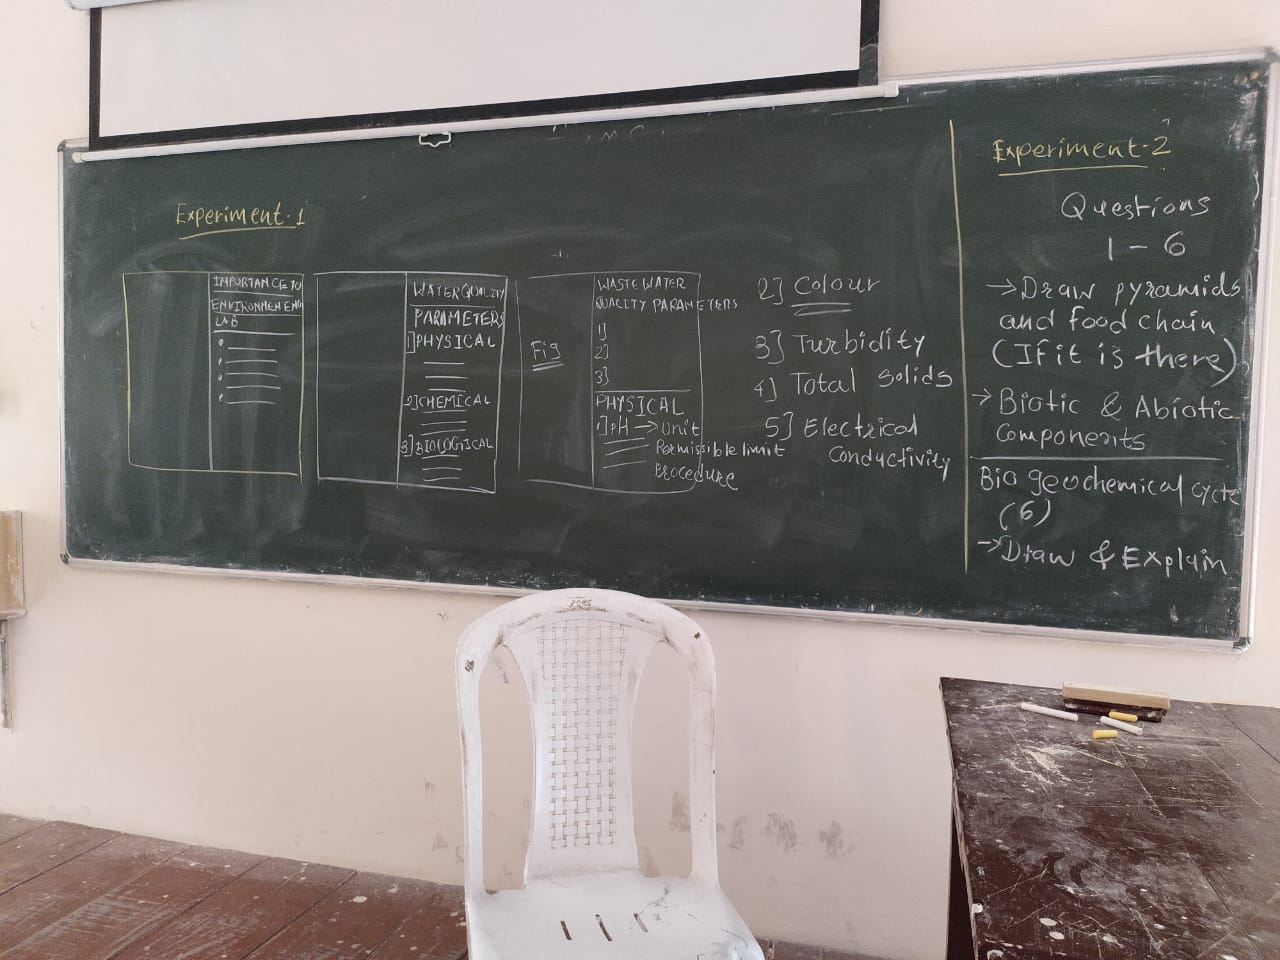 Experiment-1
IMPORTANCE TO
ENVIRONMEN ENG
LAB
WATER QUALITY
PARAMETERS
1] PHYSICAL
2] CHEMICAL
3] BIOLOGICAL
Fig
WASTE WATER
QUALITY PARAMETERS
1]
2]
3]
PHYSICAL
1] pH → Unit
Permissible limit
Procedure
2] Colour
3] Turbidity
4] Total solids
5] Electrical
Conductivity
Experiment-2
Questions
1 - 6
→ Draw pyramids
and food chain
(If it is there)
→ Biotic & Abiotic
Components
Bio geochemical cycle
(6)
→ Draw & Explain